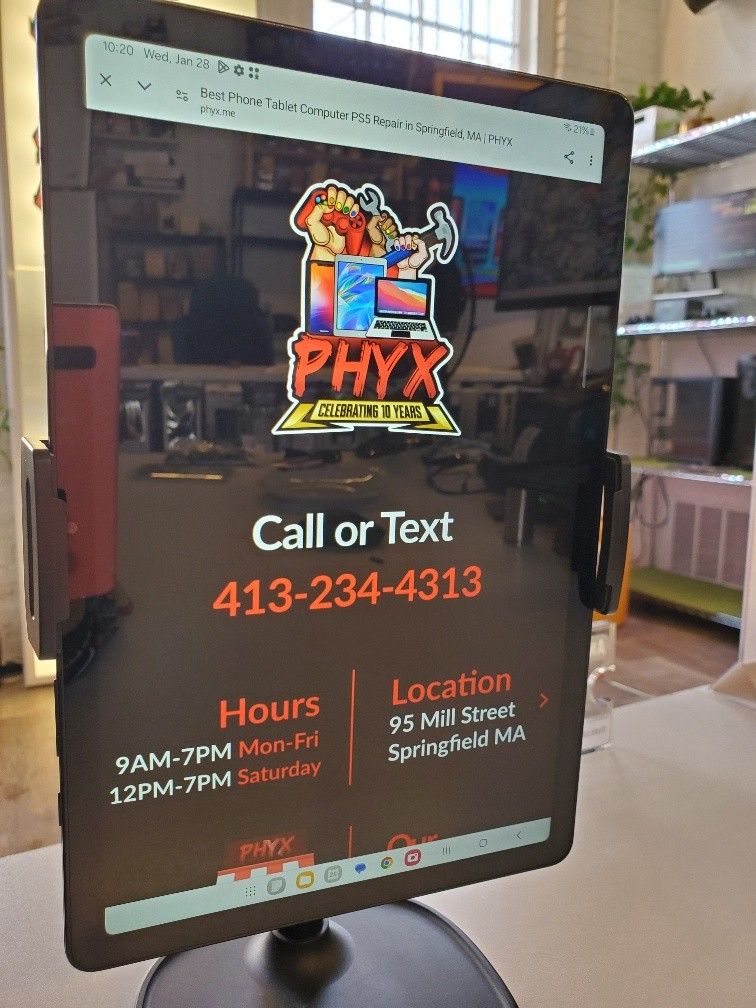 10:20 Wed, Jan 28
21%
Best Phone Tablet Computer PS5 Repair in Springfield, MA | PHYX
phyx.me
PHYX
CELEBRATING 10 YEARS
Call or Text
413-234-4313
Hours
9AM-7PM Mon-Fri
12PM-7PM Saturday
Location
95 Mill Street
Springfield MA
PHYX
Our